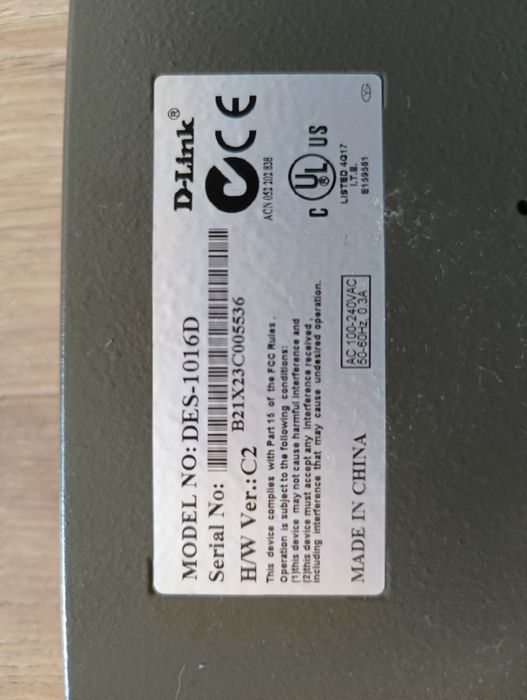 D-Link®
MODEL NO: DES-1016D
Serial No:
B21X23C005536
H/W Ver.: C2
CE
ACN 052 202 838
This device complies with Part 15 of the FCC Rules.
Operation is subject to the following conditions:
(1)this device may not cause harmful interference and
(2)this device must accept any interference received,
including interference that may cause undesired operation.
C UL® US
LISTED 4Q17
I.T.E.
E159561
MADE IN CHINA
AC 100-240VAC
50-60Hz, 0.3A